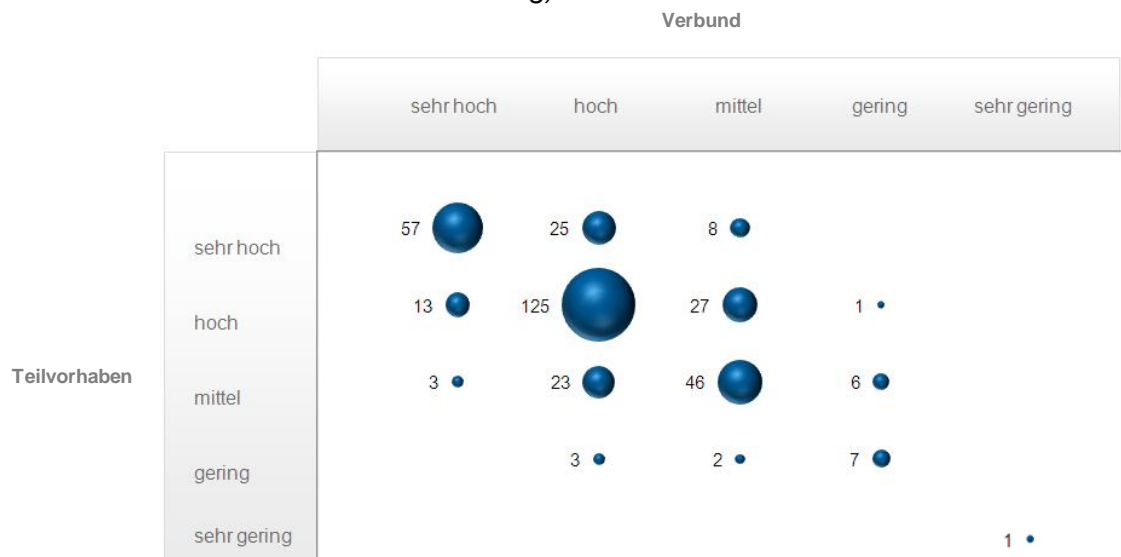 Verbund
sehr hoch hoch mittel gering sehr gering
57 25 8
sehr hoch
13 125 27 1
hoch
Teilvorhaben
3 23 46 6
mittel
3 2 7
gering
sehr gering
1